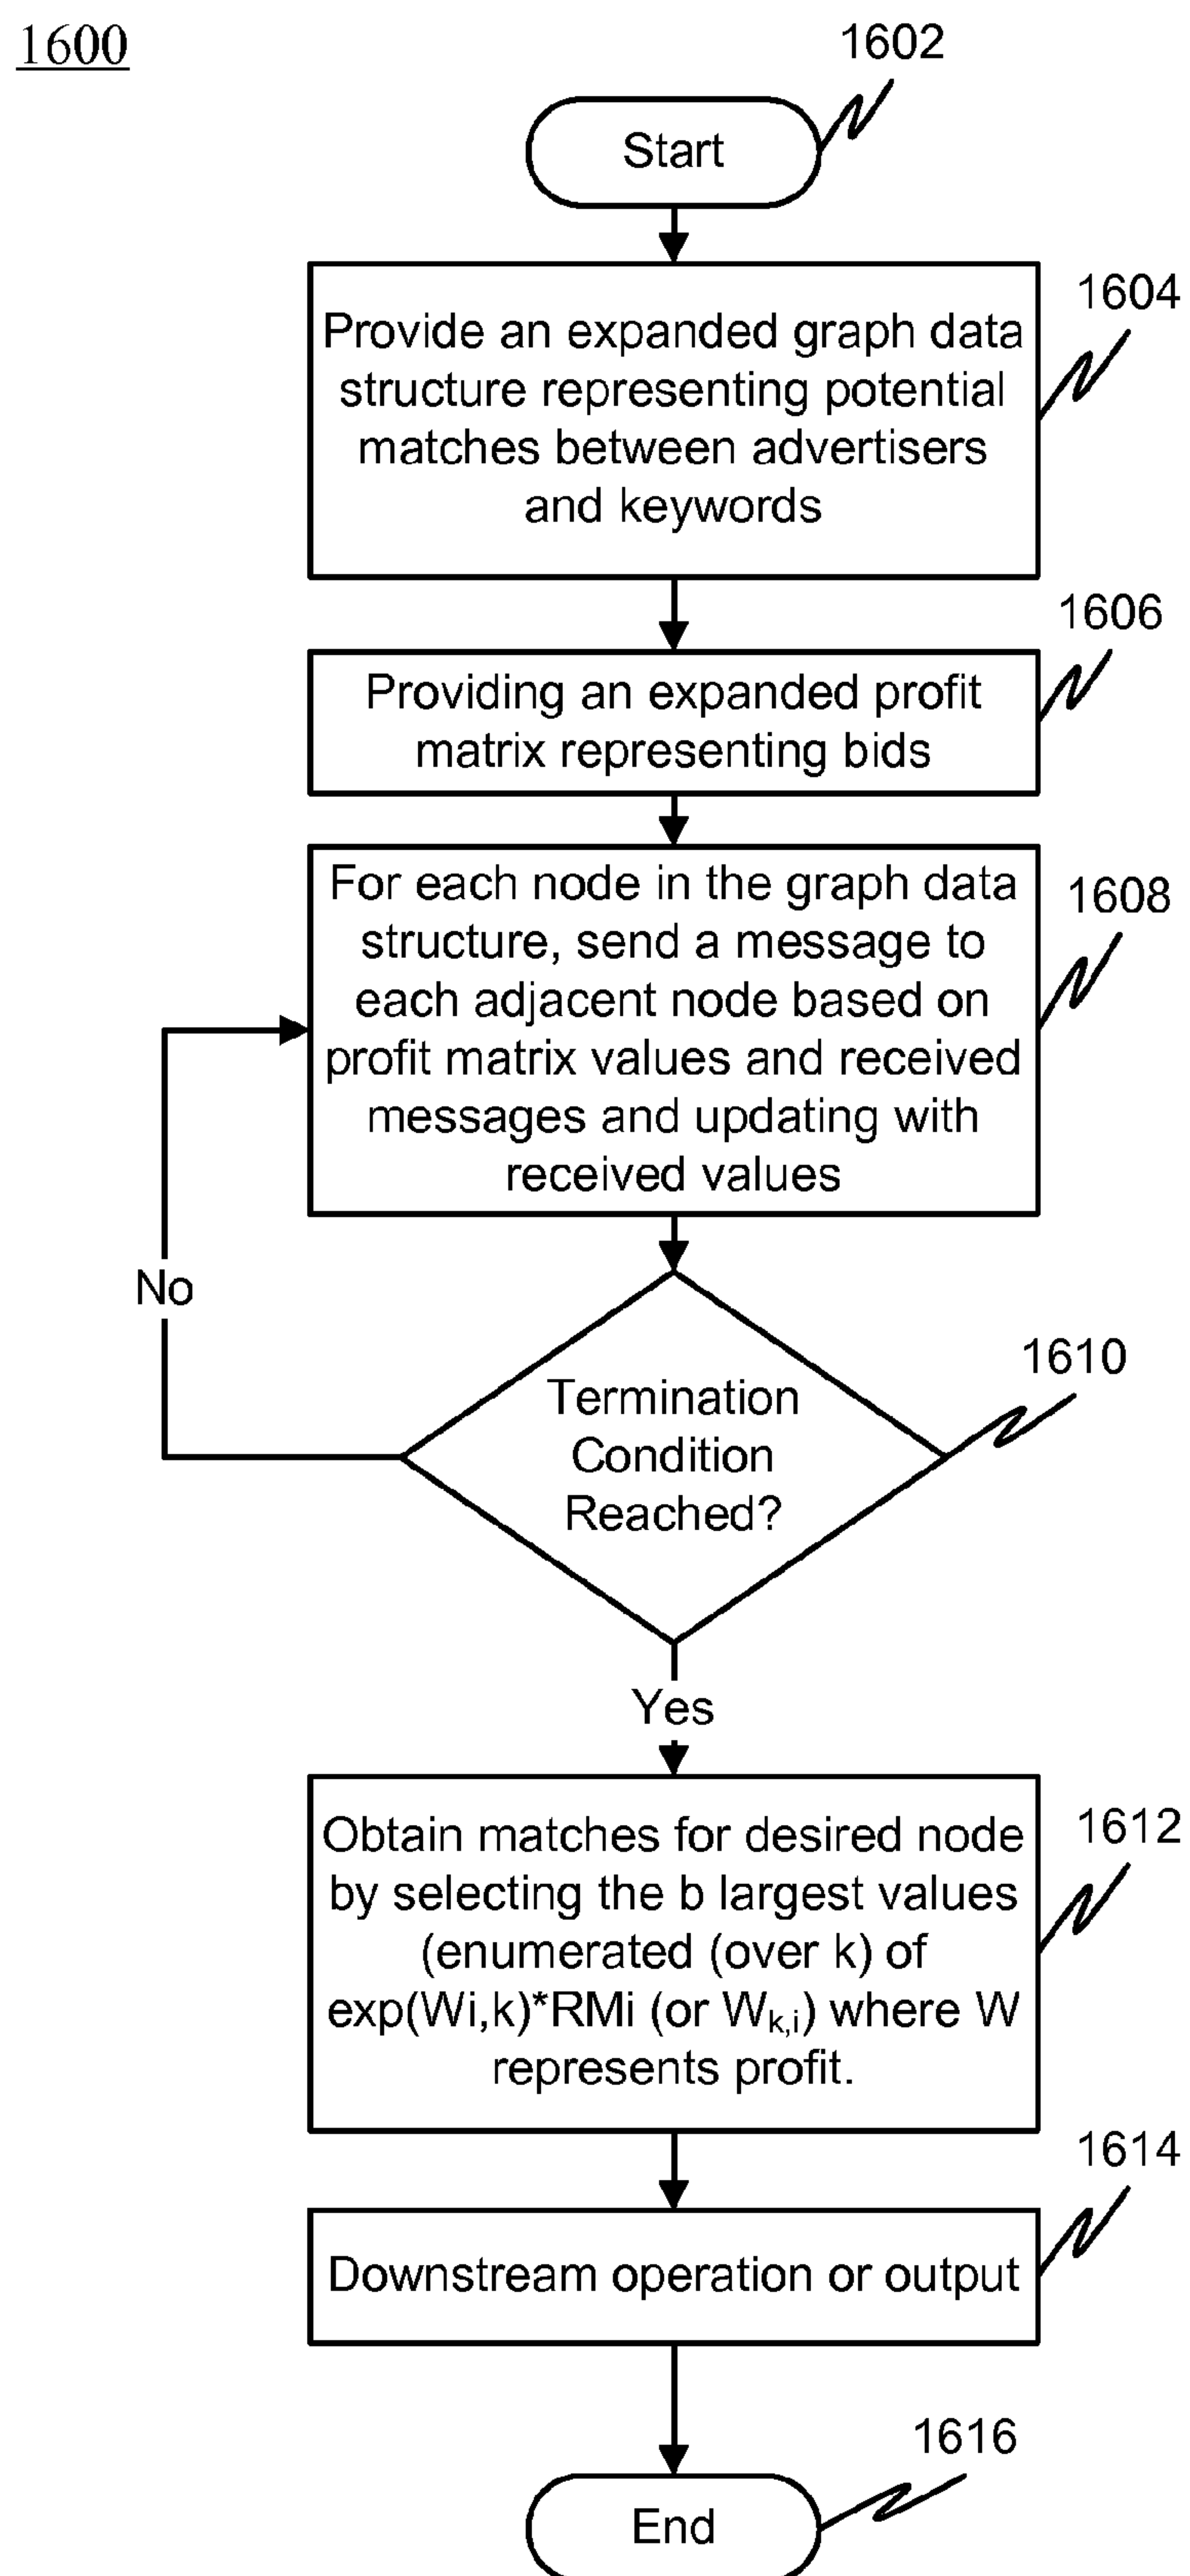 1600
1602
Start
1604
Provide an expanded graph data
structure representing potential
matches between advertisers
and keywords
1606
Providing an expanded profit
matrix representing bids
1608
For each node in the graph data
structure, send a message to
each adjacent node based on
profit matrix values and received
messages and updating with
received values
No
1610
Termination
Condition
Reached?
Yes
1612
Obtain matches for desired node
by selecting the b largest values
(enumerated (over k) of
exp(Wi,k)*RMi (or Wk,i) where W
represents profit.
1614
Downstream operation or output
1616
End